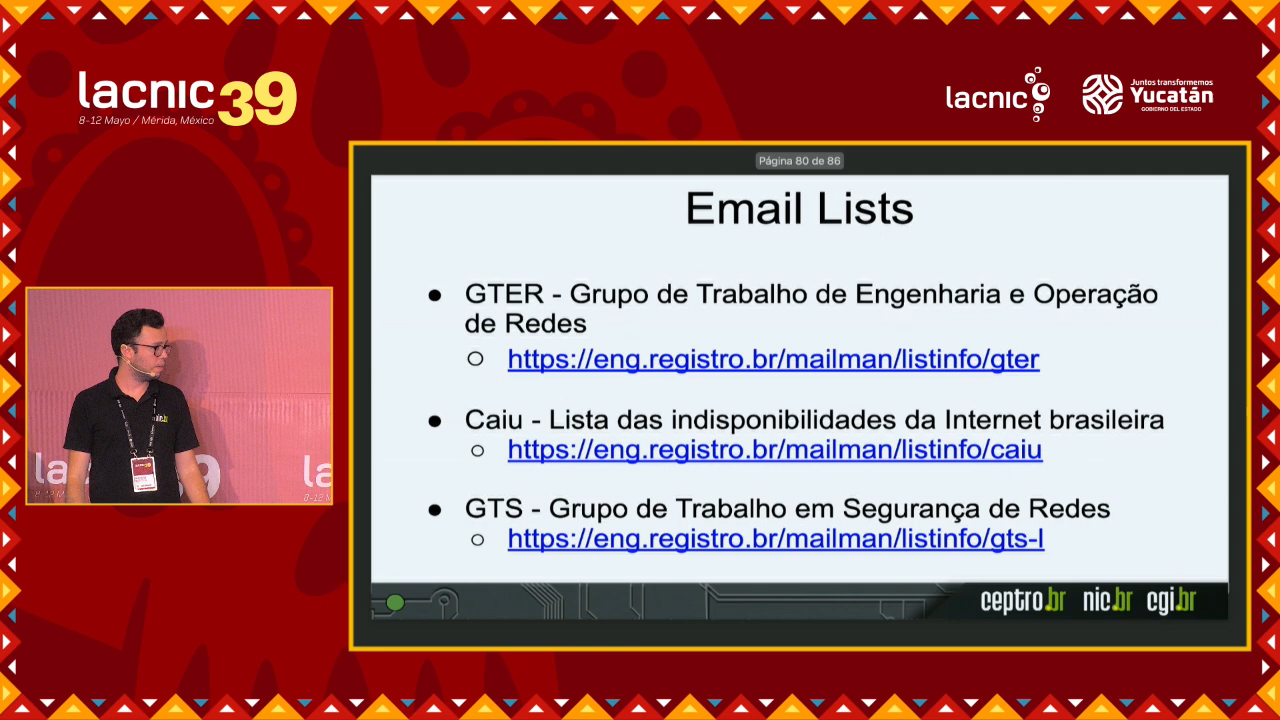 lacnic 39
8-12 Mayo / Mérida, México
lacnic
Juntos transformemos
Yucatán
GOBIERNO DEL ESTADO
Página 80 de 86
Email Lists
● GTER - Grupo de Trabalho de Engenharia e Operação
de Redes
○ https://eng.registro.br/mailman/listinfo/gter
● Caiu - Lista das indisponibilidades da Internet brasileira
○ https://eng.registro.br/mailman/listinfo/caiu
● GTS - Grupo de Trabalho em Segurança de Redes
○ https://eng.registro.br/mailman/listinfo/gts-l
ceptro.br nic.br cgi.br